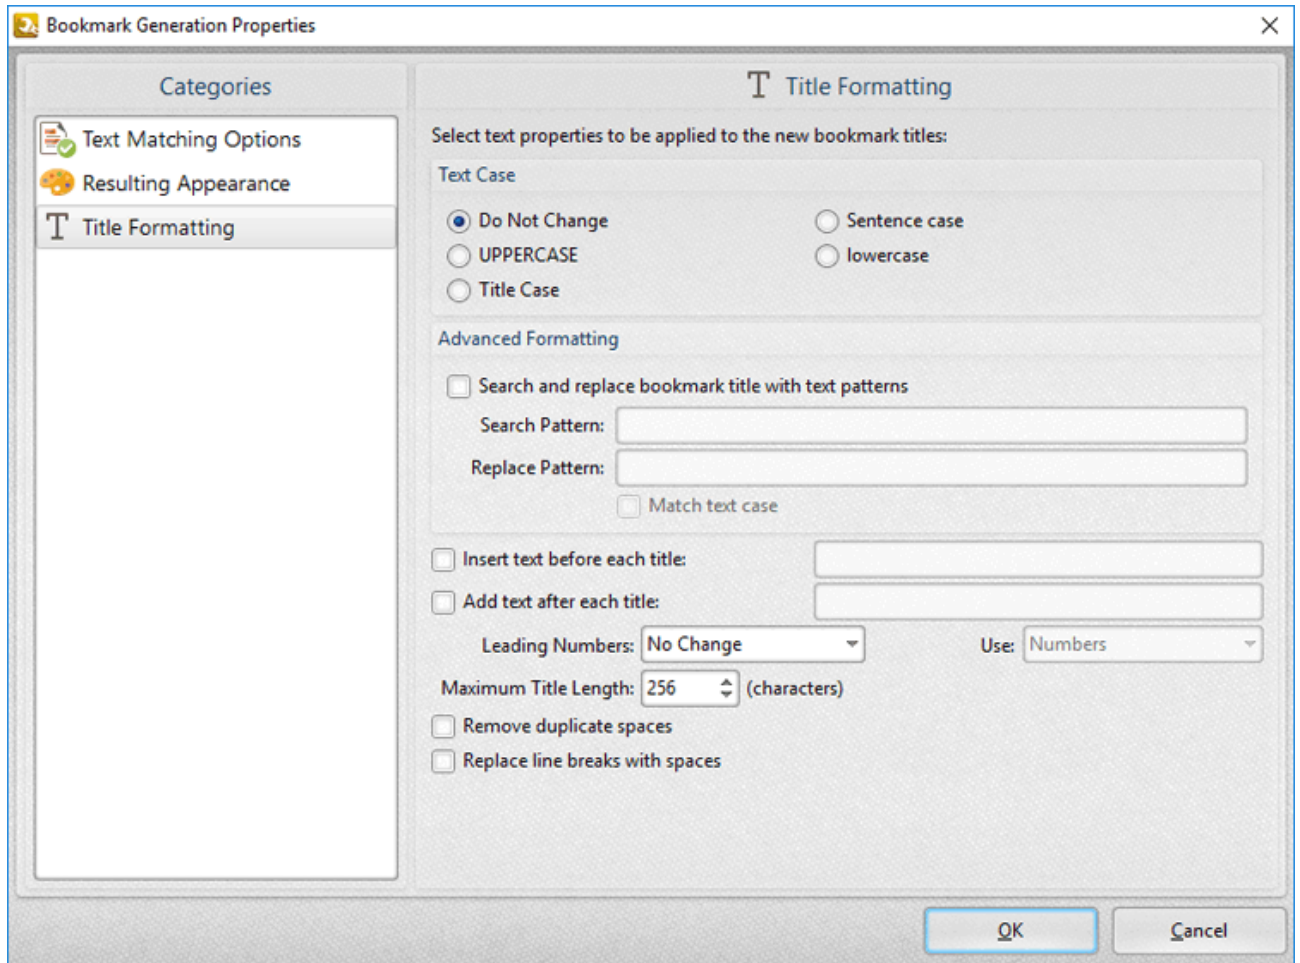 Bookmark Generation Properties
Categories
Text Matching Options
Resulting Appearance
Title Formatting
Title Formatting
Select text properties to be applied to the new bookmark titles:
Text Case
Do Not Change
Sentence case
UPPERCASE
lowercase
Title Case
Advanced Formatting
Search and replace bookmark title with text patterns
Search Pattern:
Replace Pattern:
Match text case
Insert text before each title:
Add text after each title:
Leading Numbers: No Change Use: Numbers
Maximum Title Length: 256 (characters)
Remove duplicate spaces
Replace line breaks with spaces
OK Cancel